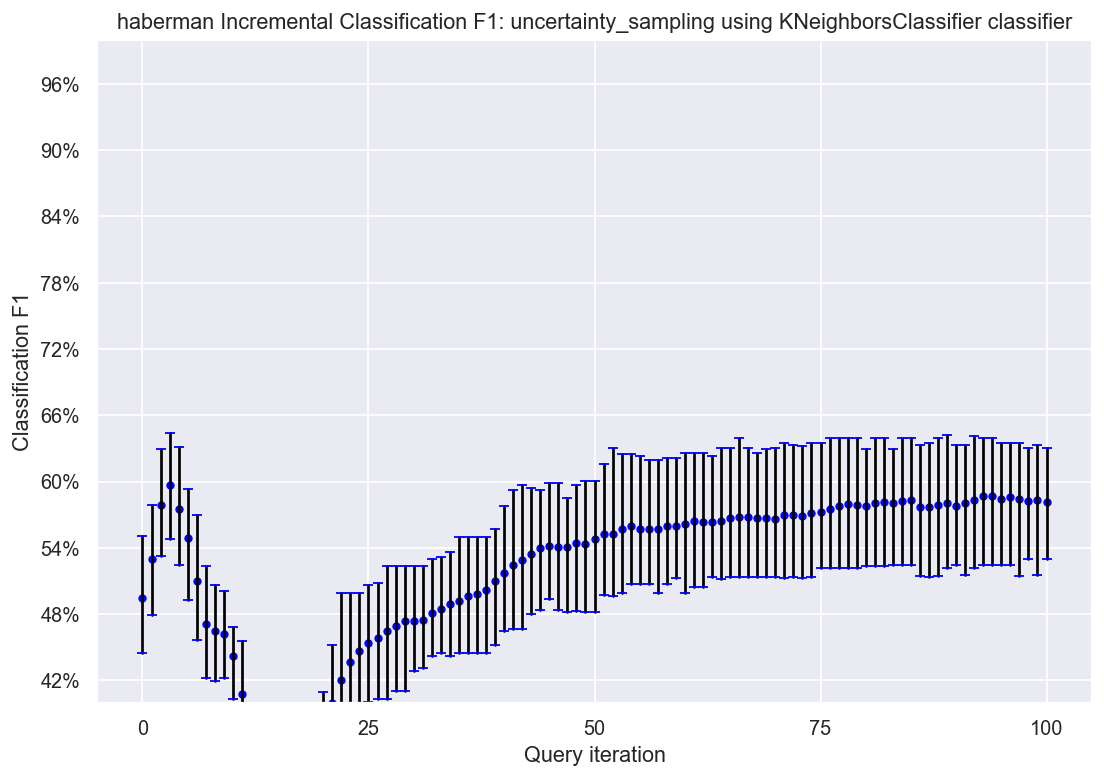 haberman Incremental Classification F1: uncertainty_sampling using KNeighborsClassifier classifier
96%
90%
84%
78%
72%
66%
60%
54%
48%
42%
Classification F1
0 25 50 75 100
Query iteration